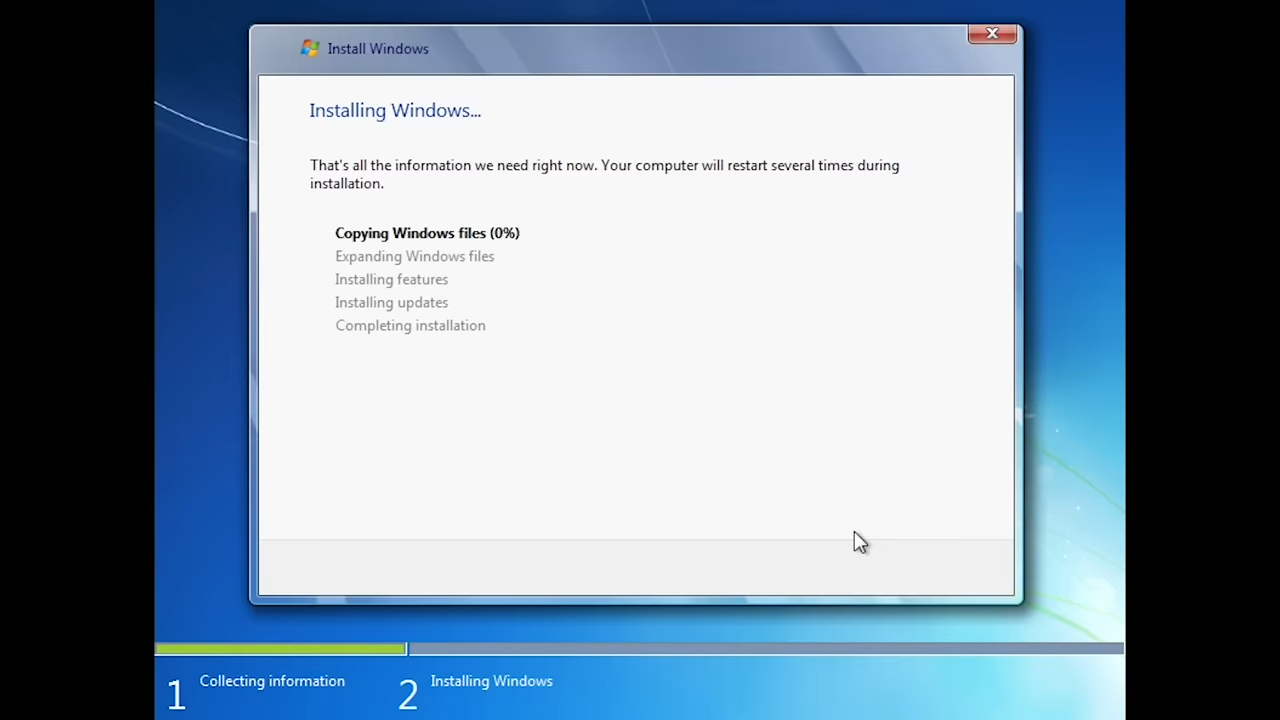 Install Windows
Installing Windows...
That's all the information we need right now. Your computer will restart several times during
installation.
Copying Windows files (0%)
Expanding Windows files
Installing features
Installing updates
Completing installation
1 Collecting information
2 Installing Windows